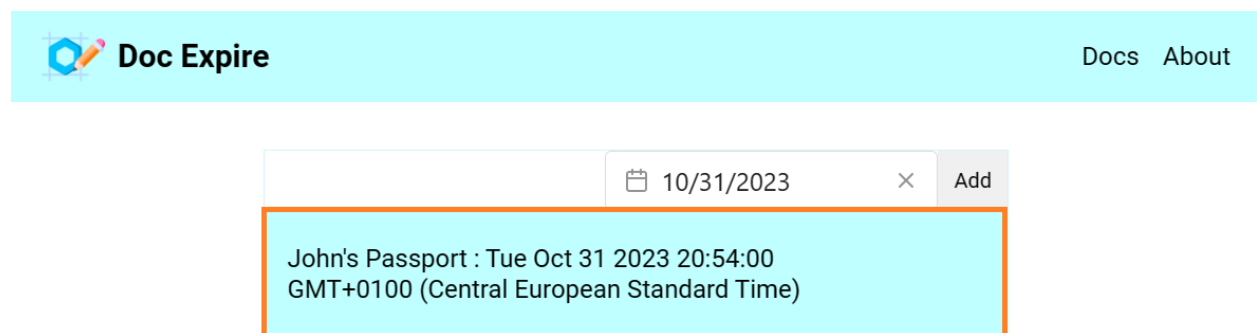 Doc Expire
Docs About
10/31/2023 Add
John's Passport : Tue Oct 31 2023 20:54:00
GMT+0100 (Central European Standard Time)